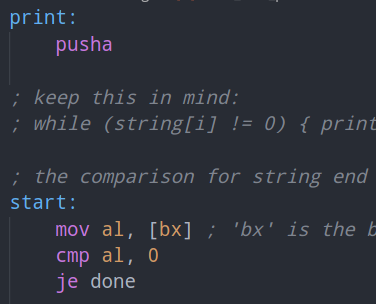 print:
pusha
; keep this in mind:
; while (string[i] != 0) { print
; the comparison for string end
start:
mov al, [bx] ; 'bx' is the b
cmp al, 0
je done